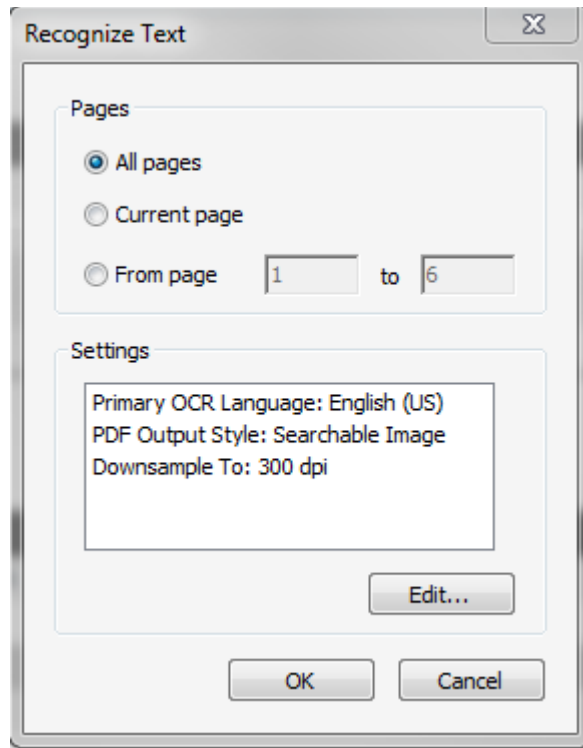 Recognize Text
Pages
All pages
Current page
From page 1 to 6
Settings
Primary OCR Language: English (US)
PDF Output Style: Searchable Image
Downsample To: 300 dpi
Edit...
OK Cancel